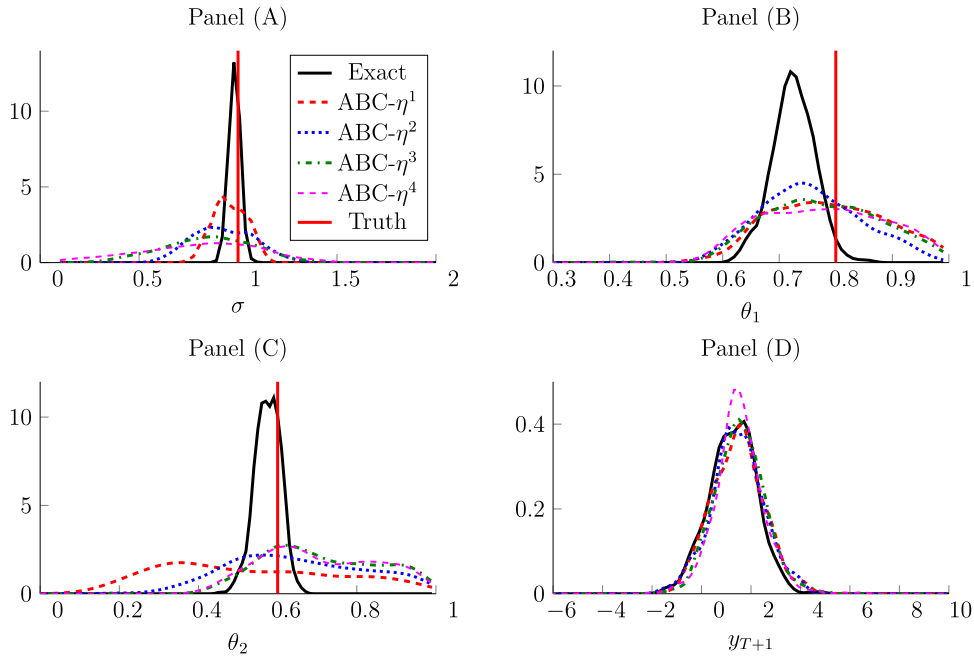 Panel (A)
10
5
0
0.5
1
1.5
2
σ
Exact
ABC-η¹
ABC-η²
ABC-η³
ABC-η⁴
Truth
Panel (B)
10
5
0
0.3
0.4
0.5
0.6
0.7
0.8
0.9
1
θ₁
Panel (C)
10
5
0
0
0.2
0.4
0.6
0.8
1
θ₂
Panel (D)
0.4
0.2
0
−6
−4
−2
0
2
4
6
8
10
y_{T+1}